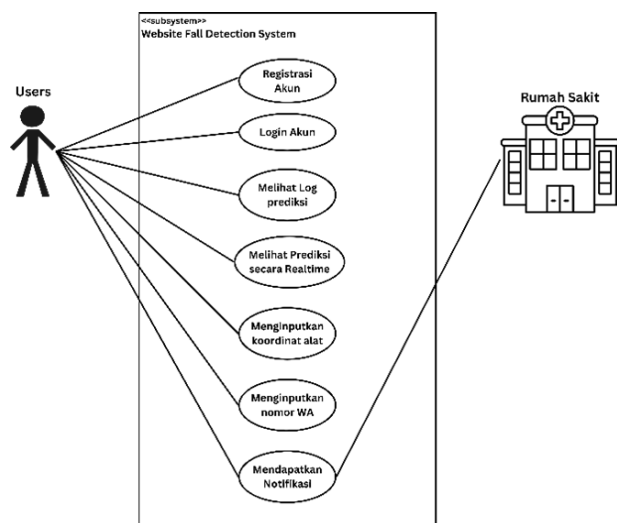 <<subsystem>>
Website Fall Detection System
Users
Registrasi
Akun
Login Akun
Melihat Log
prediksi
Melihat Prediksi
secara Realtime
Menginputkan
koordinat alat
Menginputkan
nomor WA
Mendapatkan
Notifikasi
Rumah Sakit